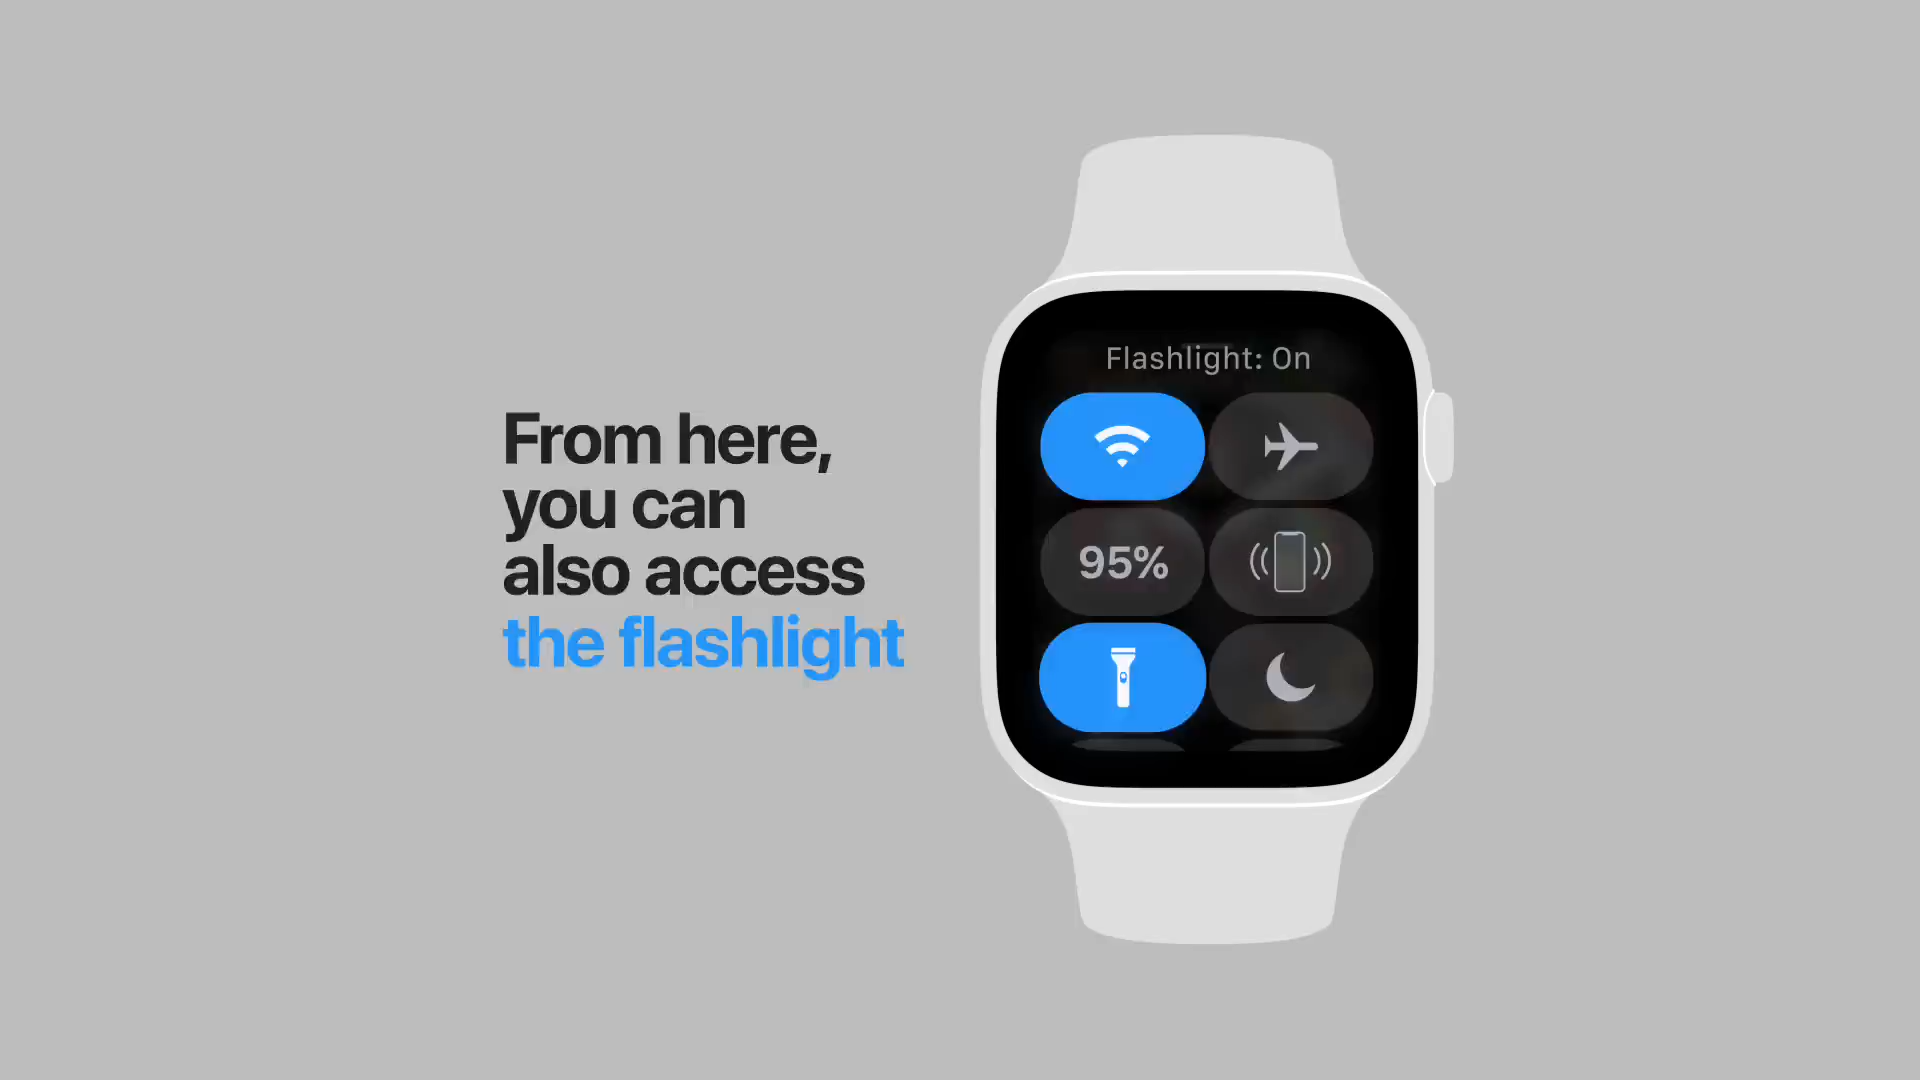 From here,
you can
also access
the flashlight
Flashlight: On
95%